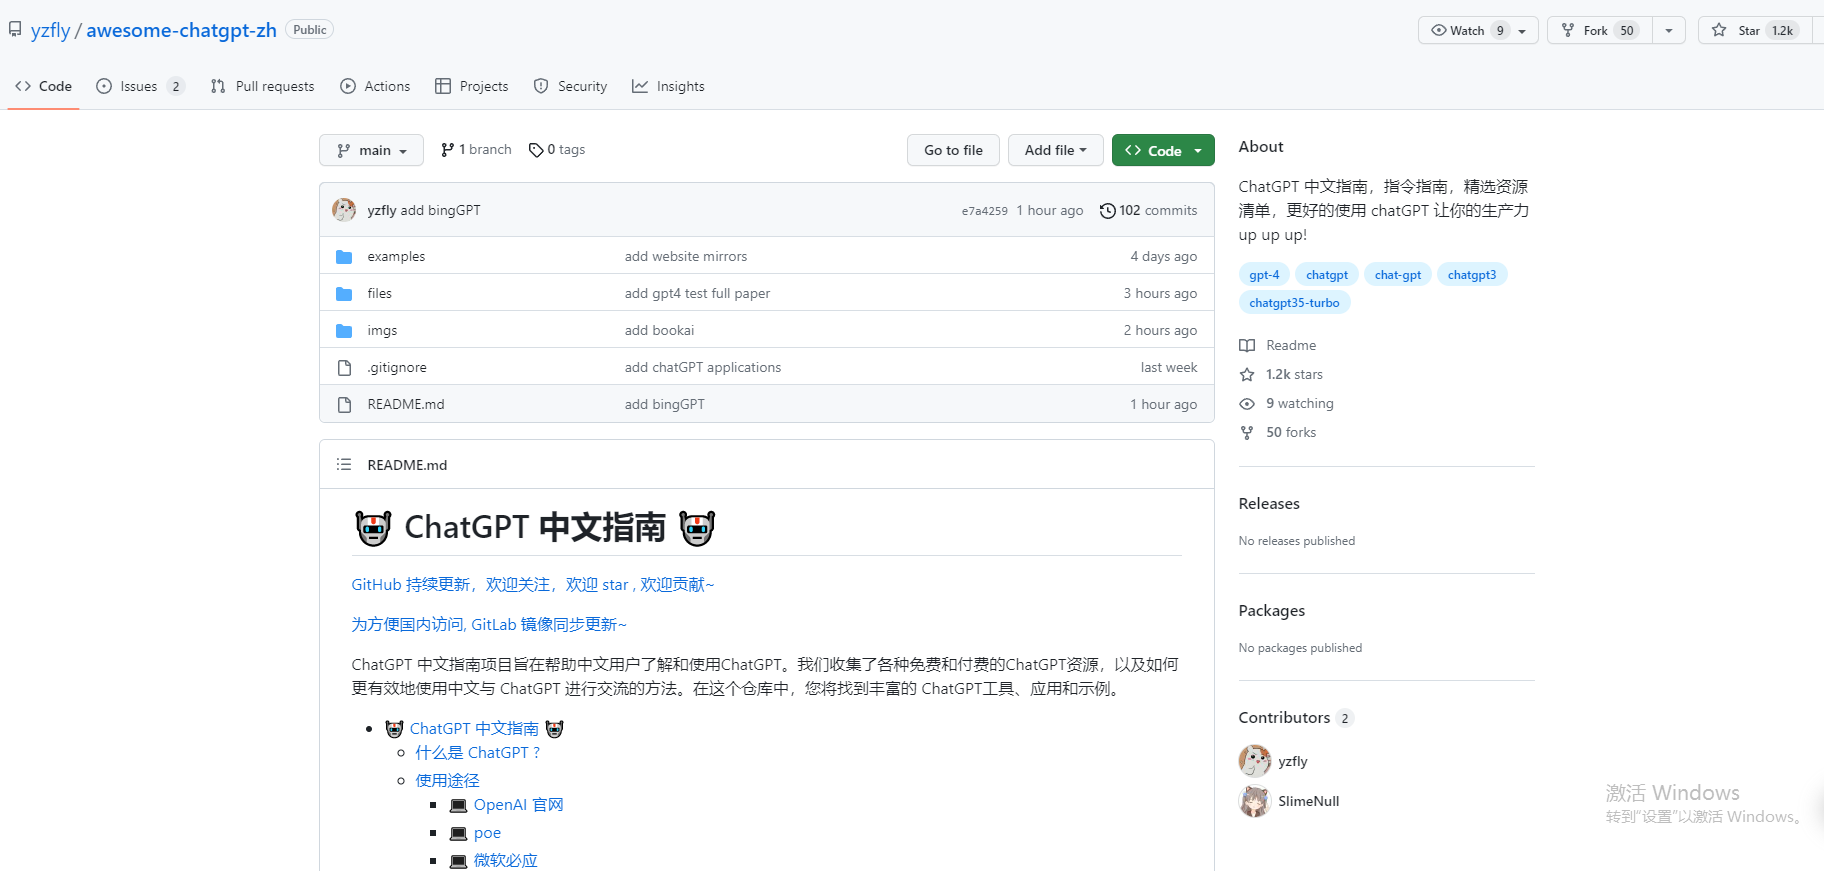 yzfly / awesome-chatgpt-zh Public
Watch 9 Fork 50 Star 1.2k
Code Issues 2 Pull requests Actions Projects Security Insights
main 1 branch 0 tags Go to file Add file Code
yzfly add bingGPT e7a4259 1 hour ago 102 commits
examples add website mirrors 4 days ago
files add gpt4 test full paper 3 hours ago
imgs add bookai 2 hours ago
.gitignore add chatGPT applications last week
README.md add bingGPT 1 hour ago
README.md
ChatGPT 中文指南
GitHub 持续更新，欢迎关注，欢迎 star , 欢迎贡献~
为方便国内访问, GitLab 镜像同步更新~
ChatGPT 中文指南项目旨在帮助中文用户了解和使用ChatGPT。我们收集了各种免费和付费的ChatGPT资源，以及如何
更有效地使用中文与 ChatGPT 进行交流的方法。在这个仓库中，您将找到丰富的 ChatGPT工具、应用和示例。
ChatGPT 中文指南
什么是 ChatGPT ?
使用途径
OpenAI 官网
poe
微软必应
About
ChatGPT 中文指南，指令指南，精选资源
清单，更好的使用 chatGPT 让你的生产力
up up up!
gpt-4 chatgpt chat-gpt chatgpt3
chatgpt35-turbo
Readme
1.2k stars
9 watching
50 forks
Releases
No releases published
Packages
No packages published
Contributors 2
yzfly
SlimeNull
激活 Windows
转到“设置”以激活 Windows。